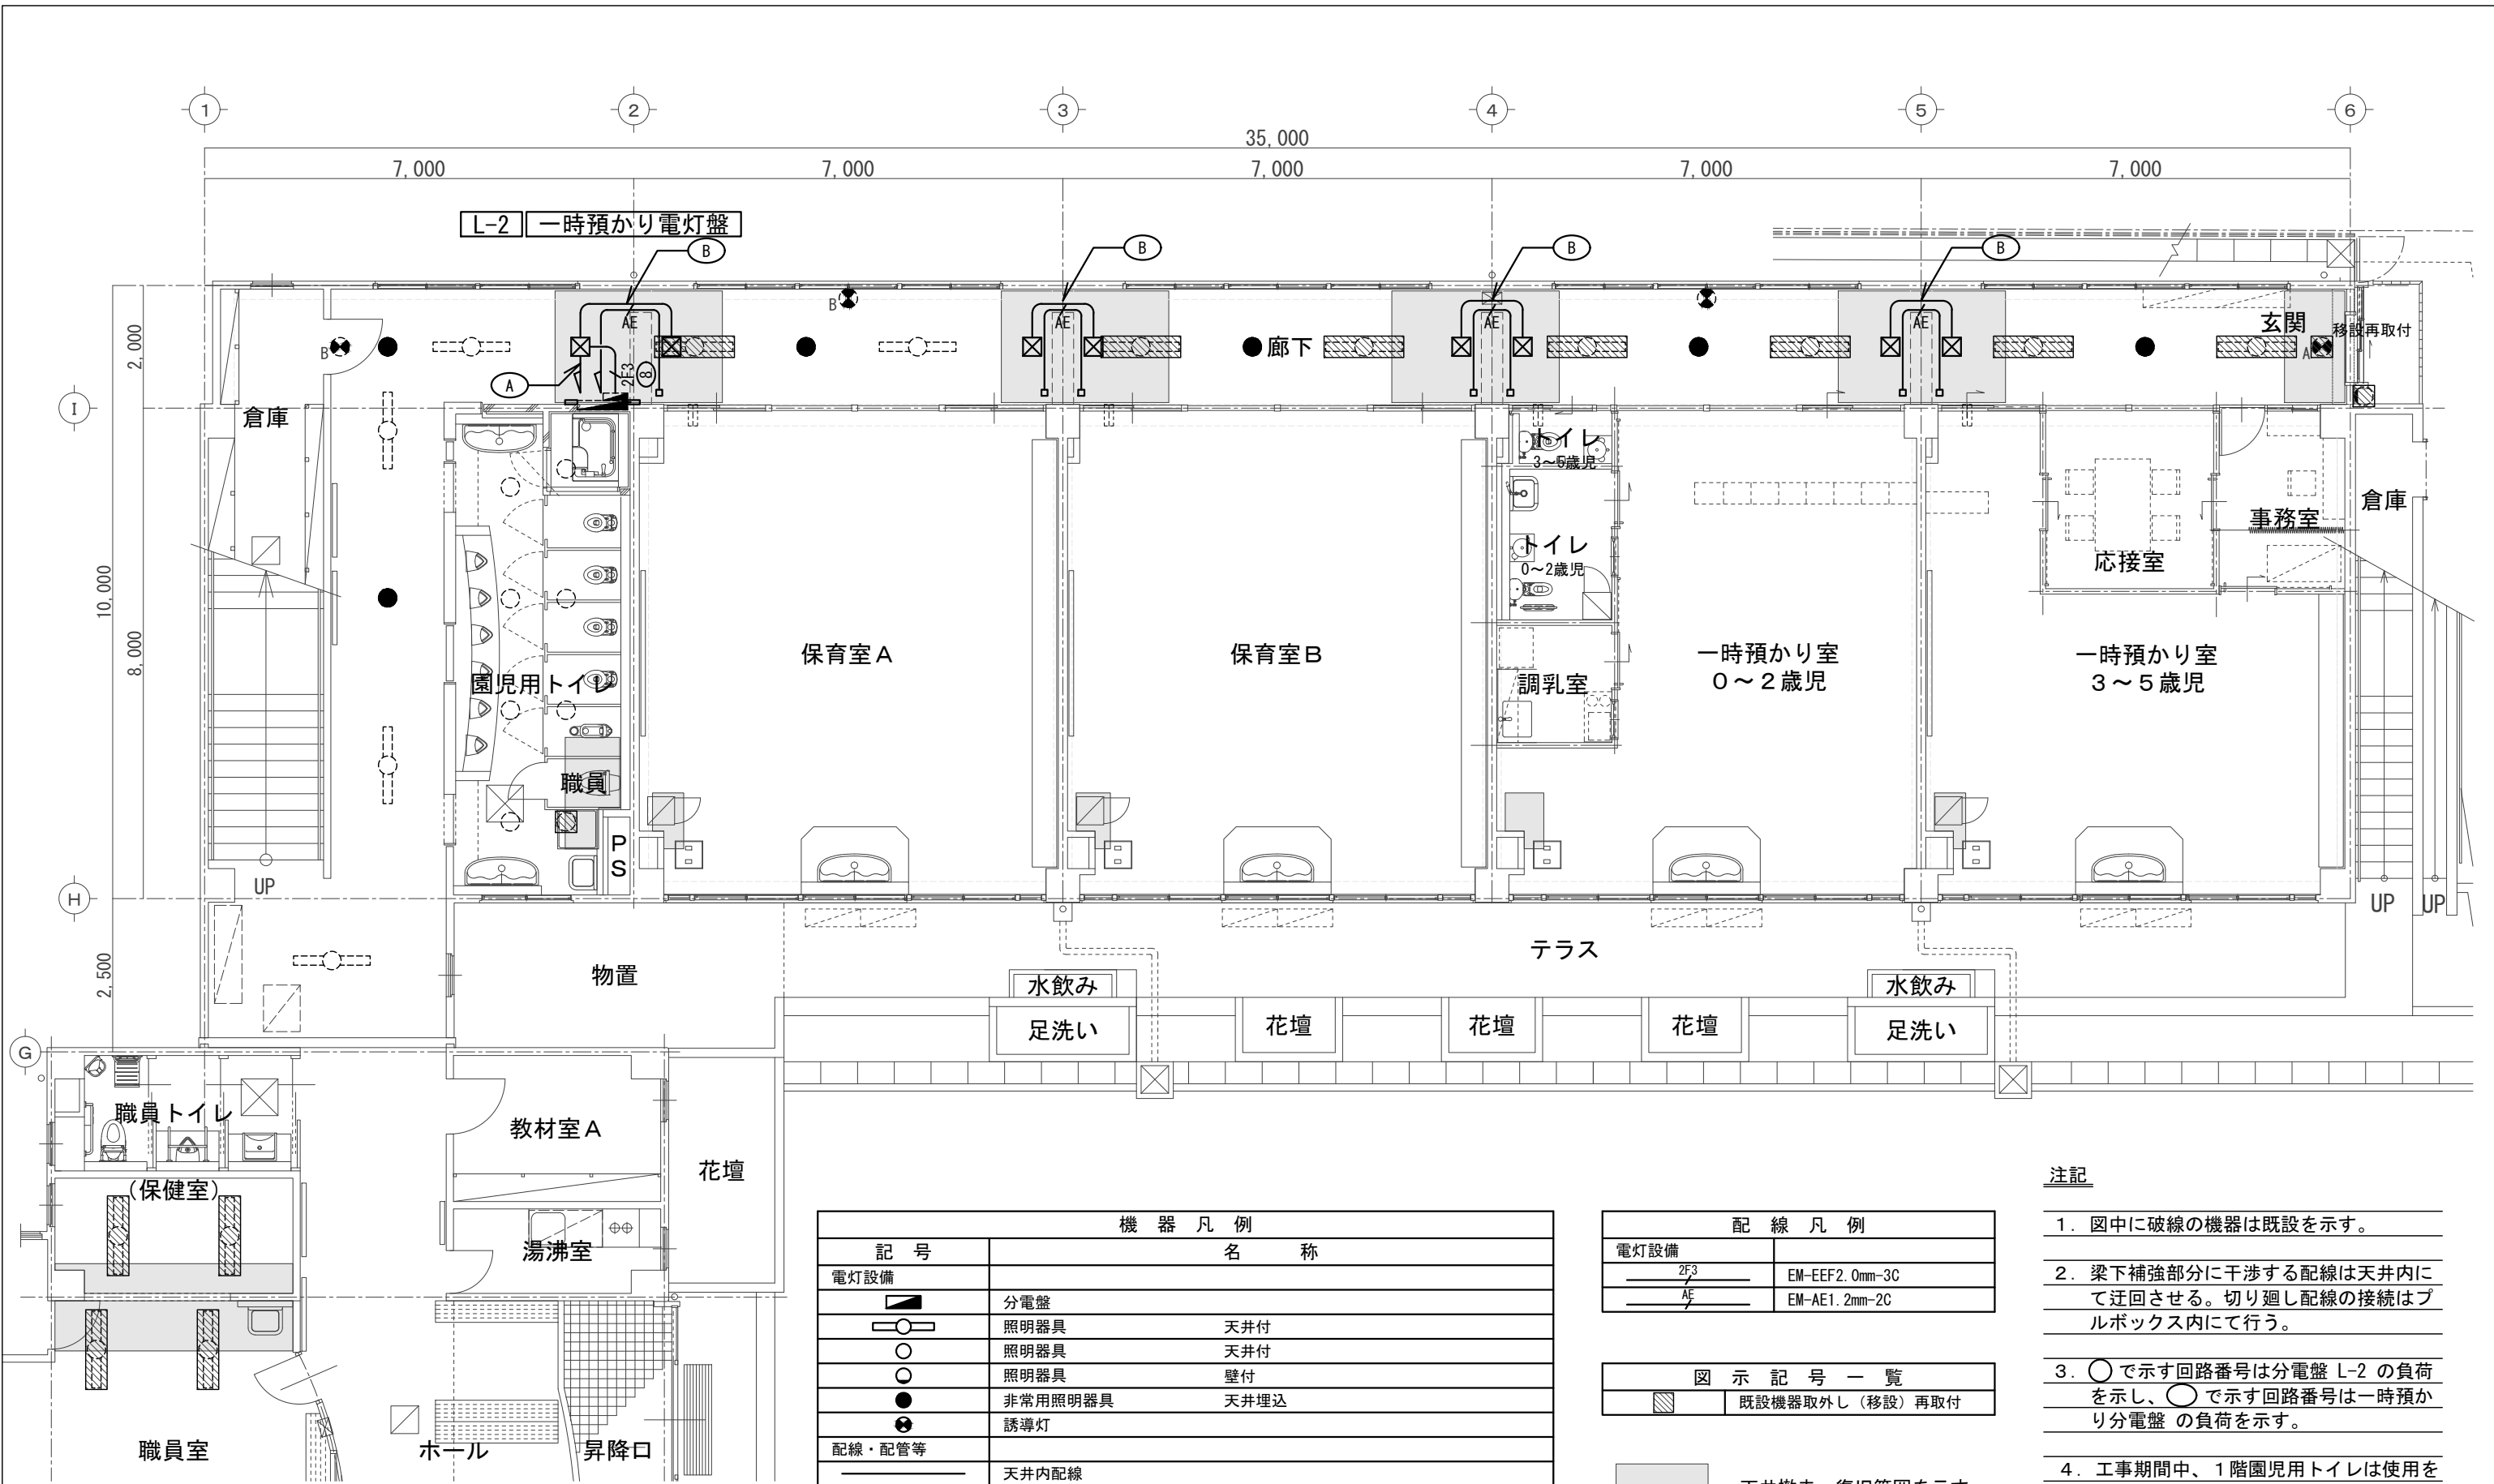 1
2
3
4
5
6
35,000
7,000
7,000
7,000
7,000
7,000
L-2 一時預かり電灯盤
B
B
B
B
AE
AE
AE
AE
B
B
A
A
2F3
8
廊下
玄関
移設再取付
2,000
10,000
8,000
2,500
I
H
G
倉庫
トイレ
3～5歳児
トイレ
0～2歳児
調乳室
事務室
応接室
倉庫
園児用トイレ
職員
PS
保育室A
保育室B
一時預かり室
0～2歳児
一時預かり室
3～5歳児
UP
UP
UP
物置
テラス
水飲み
足洗い
花壇
花壇
花壇
水飲み
足洗い
職員トイレ
(保健室)
教材室A
花壇
湯沸室
職員室
ホール
昇降口
機器凡例
記号 名称
電灯設備
分電盤
照明器具 天井付
照明器具 天井付
照明器具 壁付
非常用照明器具 天井埋込
誘導灯
配線・配管等
天井内配線
配線凡例
電灯設備
2F3 EM-EEF2.0mm-3C
AE EM-AE1.2mm-2C
図示記号一覧
既設機器取外し（移設）再取付
注記
1. 図中に破線の機器は既設を示す。
2. 梁下補強部分に干渉する配線は天井内に
て迂回させる。切り廻し配線の接続はプ
ルボックス内にて行う。
3. ○で示す回路番号は分電盤 L-2 の負荷
を示し、○で示す回路番号は一時預か
り分電盤 の負荷を示す。
4. 工事期間中、1階園児用トイレは使用を